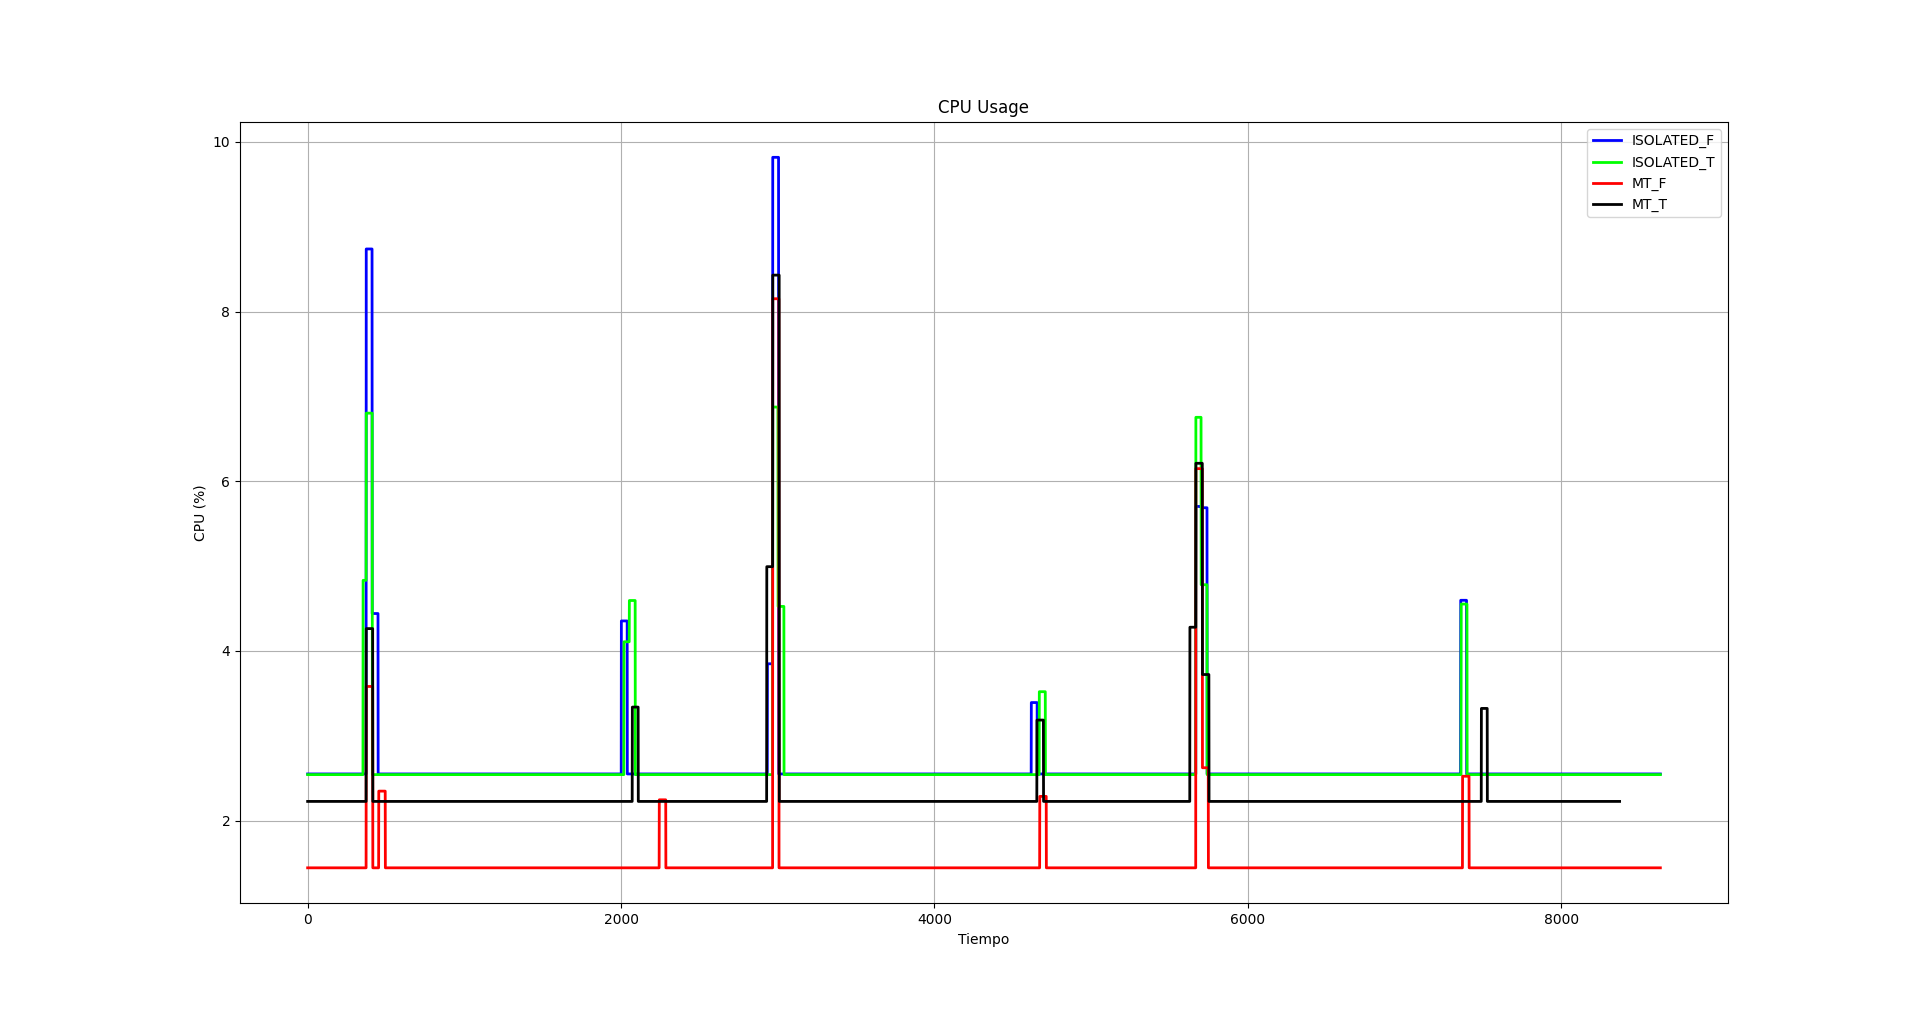 CPU Usage
10
8
6
4
2
CPU (%)
ISOLATED_F
ISOLATED_T
MT_F
MT_T
0 2000 4000 6000 8000
Tiempo